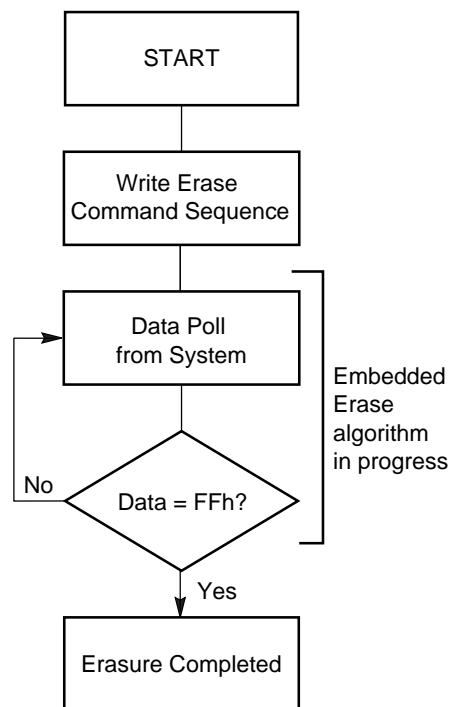 START
Write Erase
Command Sequence
Data Poll
from System
Embedded
Erase
algorithm
in progress
No
Data = FFh?
Yes
Erasure Completed